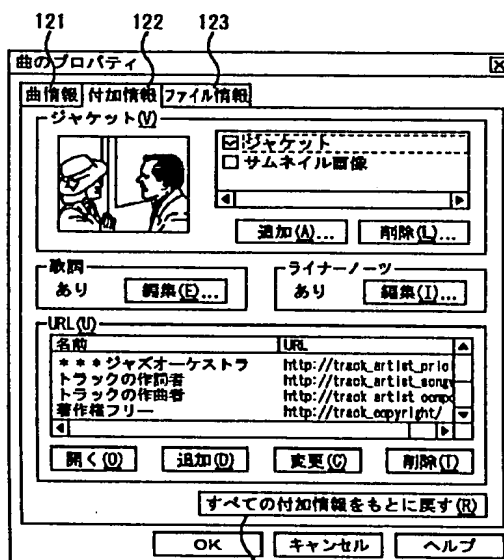 121 122 123
曲のプロパティ
曲情報 付加情報 ファイル情報
ジャケット(V)
ジャケット
サムネイル画像
追加(A)... 削除(L)...
歌詞 ライナーノーツ
あり 編集(E)... あり 編集(I)...
URL(U)
名前 URL
***ジャズオーケストラ http://track_artist_prio
トラックの作詞者 http://track_artist_songw
トラックの作曲者 http://track_artist_compo
著作権フリー http://track_copyright/
開く(O) 追加(D) 変更(C) 削除(T)
すべての付加情報をもとに戻す(R)
OK キャンセル ヘルプ